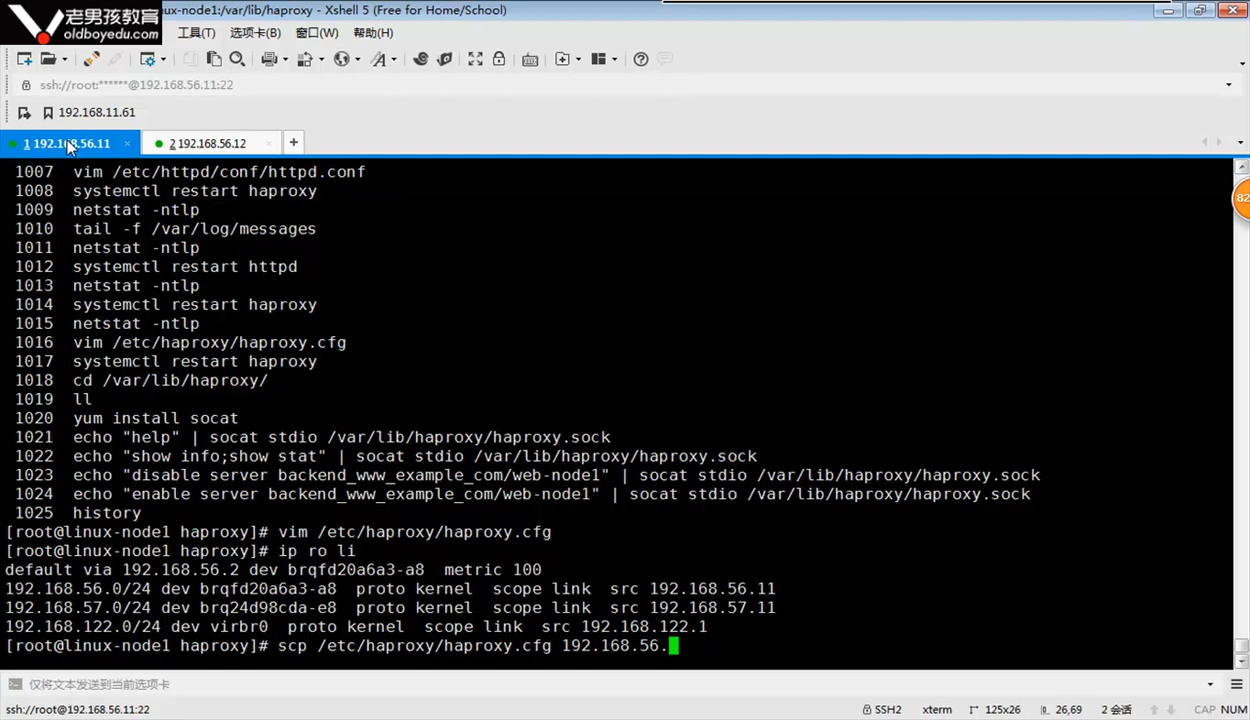 老男孩教育
oldboyedu.com
nux-node1:/var/lib/haproxy - Xshell 5 (Free for Home/School)
工具(T) 选项卡(B) 窗口(W) 帮助(H)
ssh://root:******@192.168.56.11:22
192.168.11.61
1 192.168.56.11 × 2 192.168.56.12 × +
82
1007 vim /etc/httpd/conf/httpd.conf
1008 systemctl restart haproxy
1009 netstat -ntlp
1010 tail -f /var/log/messages
1011 netstat -ntlp
1012 systemctl restart httpd
1013 netstat -ntlp
1014 systemctl restart haproxy
1015 netstat -ntlp
1016 vim /etc/haproxy/haproxy.cfg
1017 systemctl restart haproxy
1018 cd /var/lib/haproxy/
1019 ll
1020 yum install socat
1021 echo "help" | socat stdio /var/lib/haproxy/haproxy.sock
1022 echo "show info;show stat" | socat stdio /var/lib/haproxy/haproxy.sock
1023 echo "disable server backend_www_example_com/web-node1" | socat stdio /var/lib/haproxy/haproxy.sock
1024 echo "enable server backend_www_example_com/web-node1" | socat stdio /var/lib/haproxy/haproxy.sock
1025 history
[root@linux-node1 haproxy]# vim /etc/haproxy/haproxy.cfg
[root@linux-node1 haproxy]# ip ro li
default via 192.168.56.2 dev brqfd20a6a3-a8 metric 100
192.168.56.0/24 dev brqfd20a6a3-a8 proto kernel scope link src 192.168.56.11
192.168.57.0/24 dev brq24d98cda-e8 proto kernel scope link src 192.168.57.11
192.168.122.0/24 dev virbr0 proto kernel scope link src 192.168.122.1
[root@linux-node1 haproxy]# scp /etc/haproxy/haproxy.cfg 192.168.56.
仅将文本发送到当前选项卡
ssh://root@192.168.56.11:22 SSH2 xterm 125x26 26,69 2 会话 CAP NUM